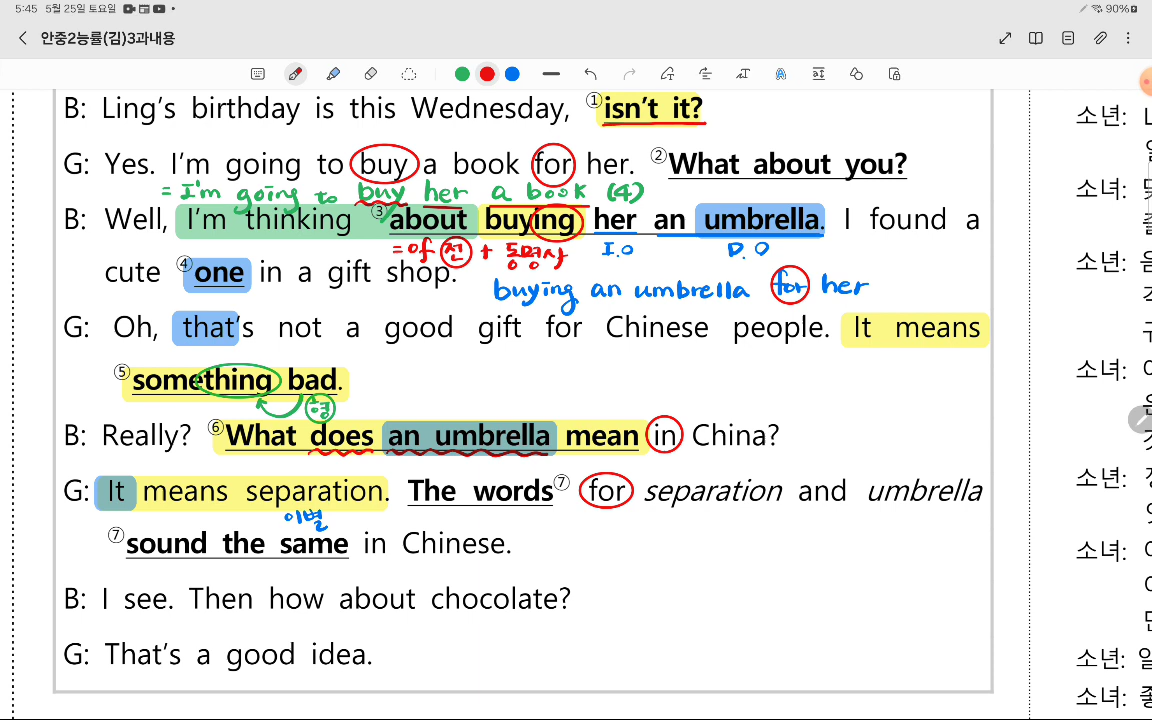 5:45 5월 25일 토요일
90%
안중2능률(김)3과내용
B: Ling's birthday is this Wednesday, ①isn't it?
G: Yes. I'm going to buy a book for her. ②What about you?
= I'm going to buy her a book (4)
B: Well, I'm thinking ③about buying her an umbrella. I found a
= of 전 + 동명사 I.O D.O
cute ④one in a gift shop.
buying an umbrella for her
G: Oh, that's not a good gift for Chinese people. It means
⑤something bad.
형
B: Really? ⑥What does an umbrella mean in China?
G: It means separation. The words⑦ for separation and umbrella
이별
⑦sound the same in Chinese.
B: I see. Then how about chocolate?
G: That's a good idea.
소년:
소녀:
소년:
소녀:
소년:
소녀:
소년: 일
소녀: 좋